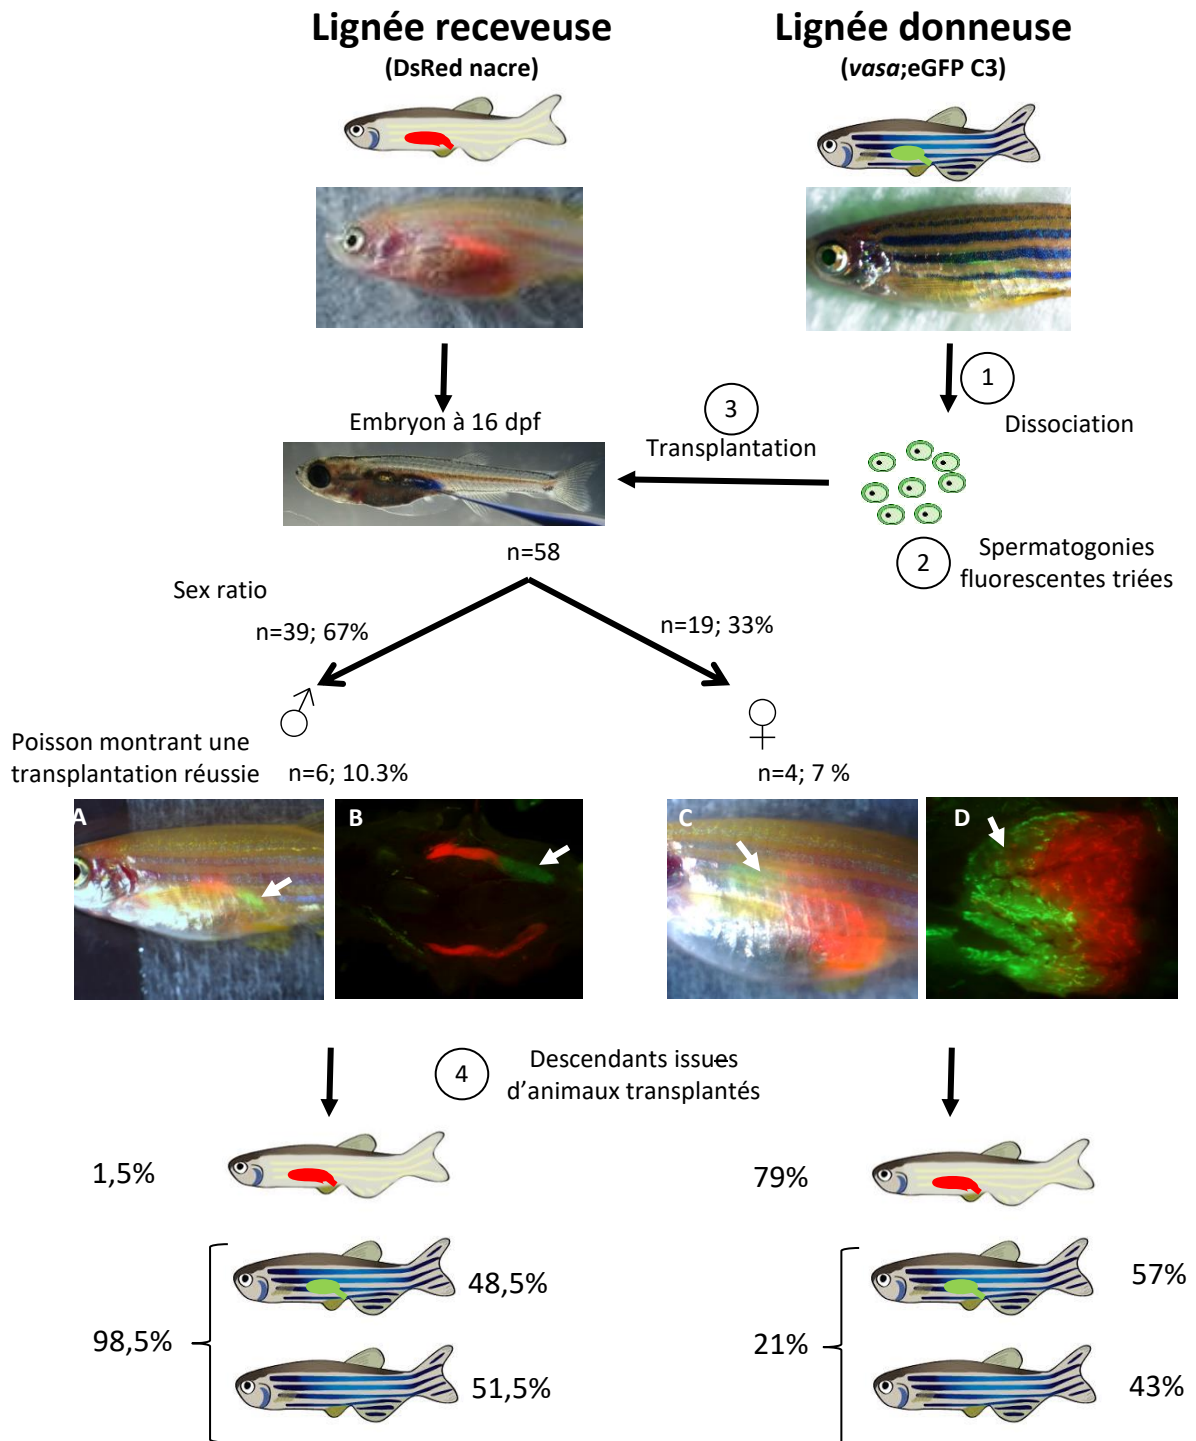 Lignée receveuse
(DsRed nacre)
Lignée donneuse
(vasa;eGFP C3)
1
Dissociation
3
Transplantation
Embryon à 16 dpf
2
Spermatogonies
fluorescentes triées
n=58
Sex ratio
n=39; 67%
n=19; 33%
♂
♀
Poisson montrant une
transplantation réussie
n=6; 10.3%
n=4; 7 %
A
B
C
D
4
Descendants issues
d'animaux transplantés
1,5%
98,5%
48,5%
51,5%
79%
21%
57%
43%